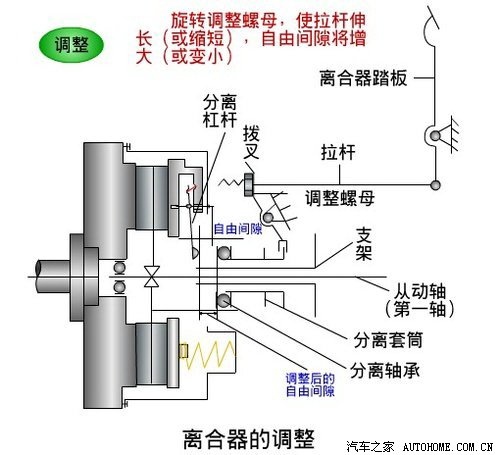 调整
旋转调整螺母，使拉杆伸
长（或缩短），自由间隙将增
大（或变小）
离合器踏板
分离
杠杆
拨
叉
拉杆
调整螺母
自由间隙
支
架
从动轴
（第一轴）
分离套筒
分离轴承
调整后的
自由间隙
离合器的调整
汽车之家 AUTOHOME.COM.CN